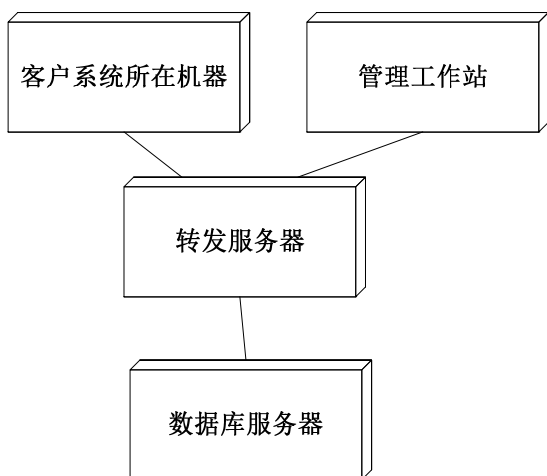 客户系统所在机器
管理工作站
转发服务器
数据库服务器